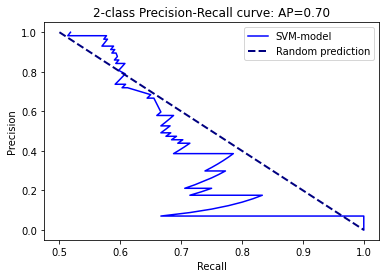 2-class Precision-Recall curve: AP=0.70
SVM-model
Random prediction
Precision
1.0
0.8
0.6
0.4
0.2
0.0
0.5
0.6
0.7
0.8
0.9
1.0
Recall